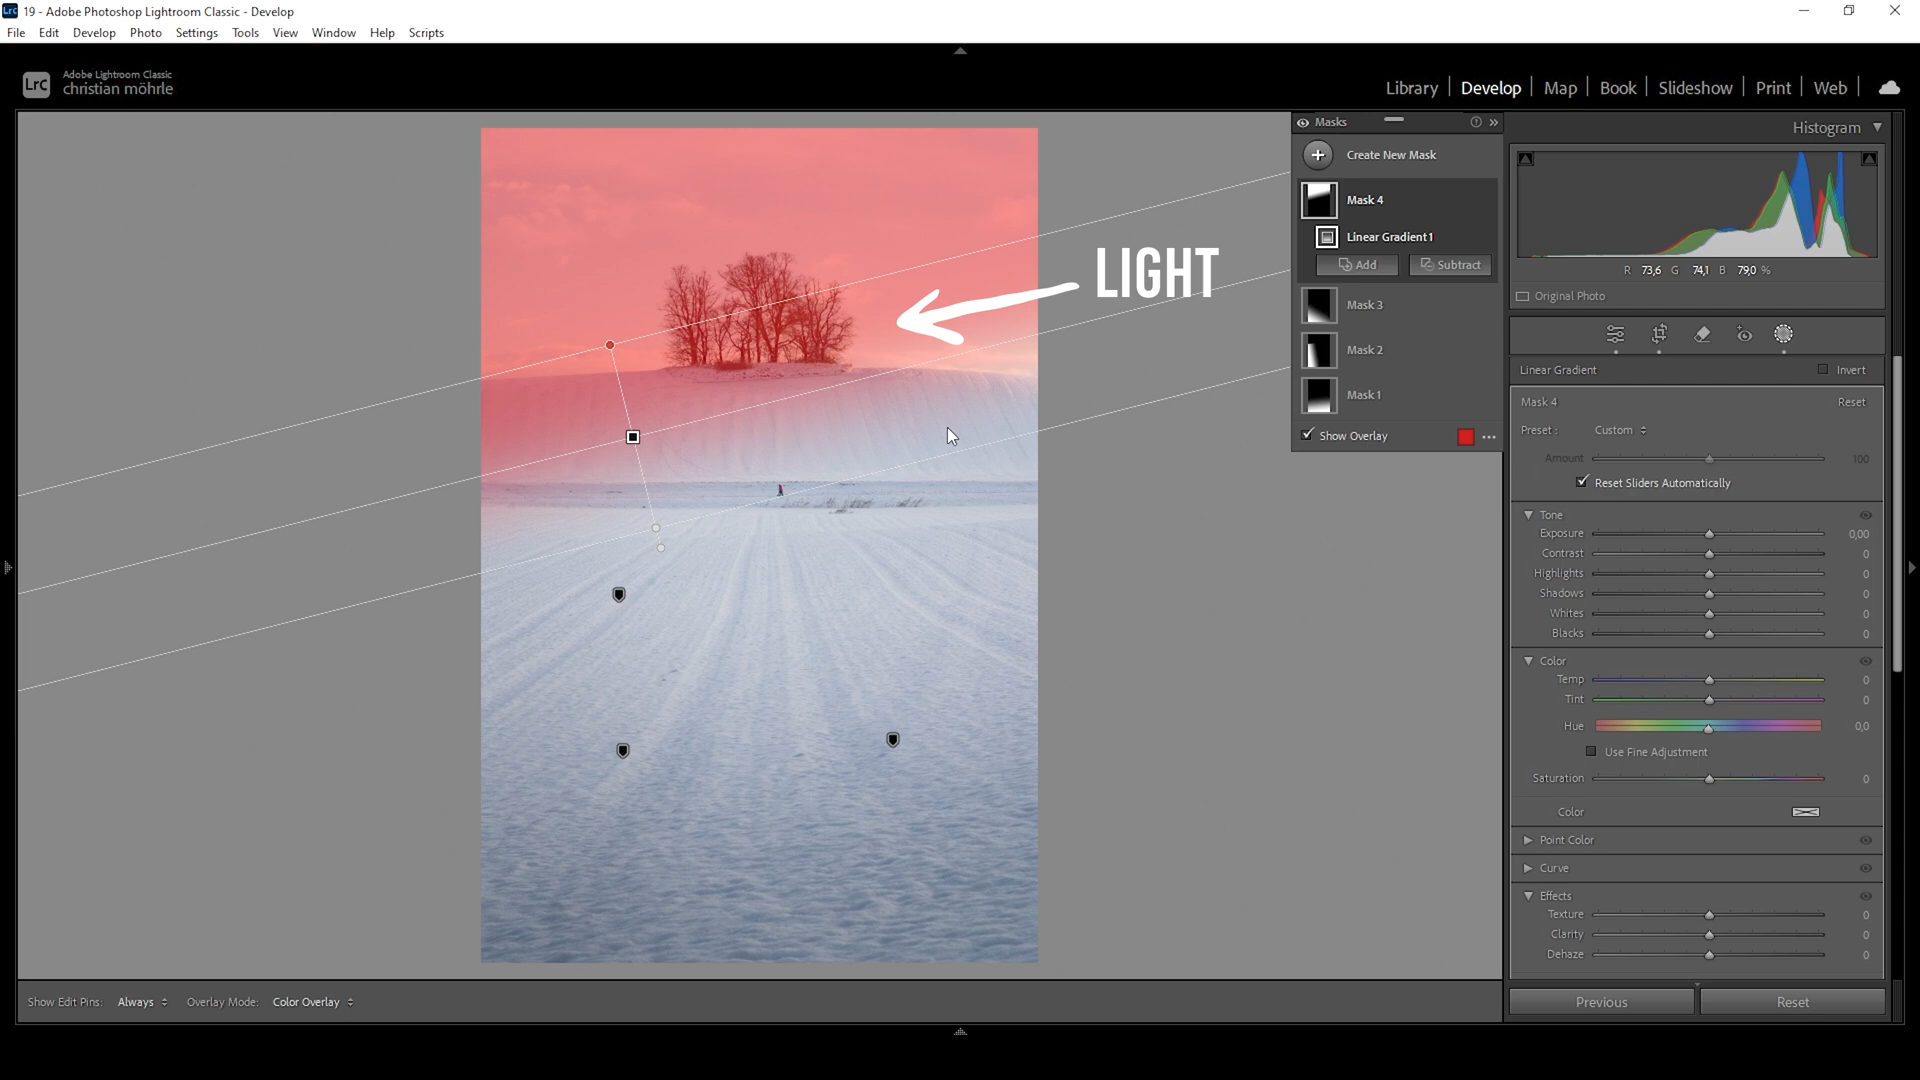 Lrc 19 - Adobe Photoshop Lightroom Classic - Develop
File Edit Develop Photo Settings Tools View Window Help Scripts
LrC Adobe Lightroom Classic
christian möhrle
Library Develop Map Book Slideshow Print Web
Masks
Create New Mask
Mask 4
Linear Gradient 1
Add Subtract
Mask 3
Mask 2
Mask 1
Show Overlay
LIGHT
Histogram
R 73,6 G 74,1 B 79,0 %
Original Photo
Linear Gradient Invert
Mask 4 Reset
Preset : Custom
Amount 100
Reset Sliders Automatically
Tone
Exposure 0,00
Contrast 0
Highlights 0
Shadows 0
Whites 0
Blacks 0
Color
Temp 0
Tint 0
Hue 0,0
Use Fine Adjustment
Saturation 0
Color
Point Color
Curve
Effects
Texture 0
Clarity 0
Dehaze 0
Show Edit Pins: Always Overlay Mode: Color Overlay
Previous Reset